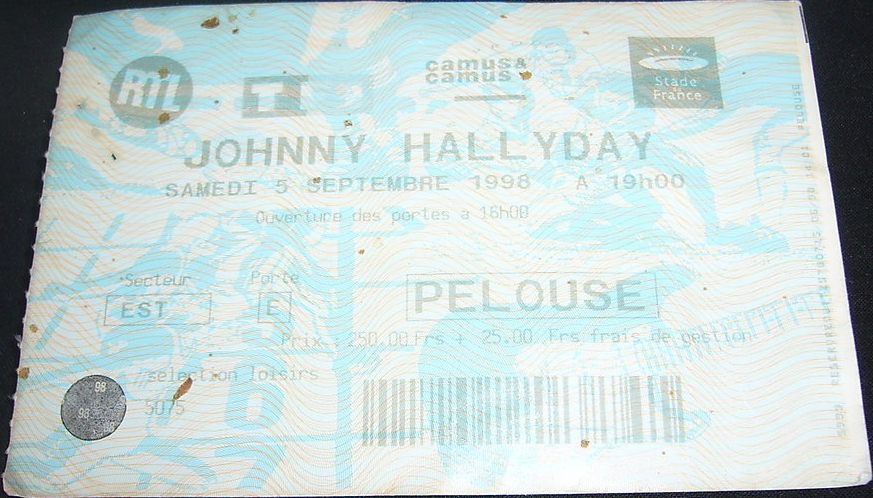 RTL
camus&
camus
Stade
de
France
JOHNNY HALLYDAY
SAMEDI 5 SEPTEMBRE 1998 A 19h00
Ouverture des portes a 16h00
Secteur Porte
EST E PELOUSE
Prix : 250.00 Frs + 25.00 Frs frais de gestion
selection loisirs
98
98
5075